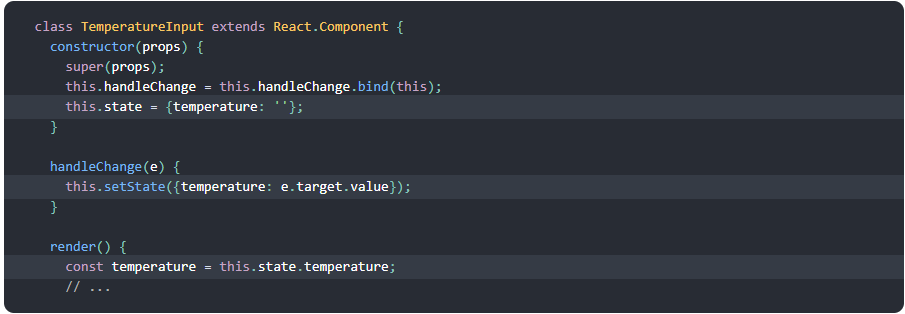 class TemperatureInput extends React.Component {
  constructor(props) {
    super(props);
    this.handleChange = this.handleChange.bind(this);
    this.state = {temperature: ''};
  }

  handleChange(e) {
    this.setState({temperature: e.target.value});
  }

  render() {
    const temperature = this.state.temperature;
    // ...